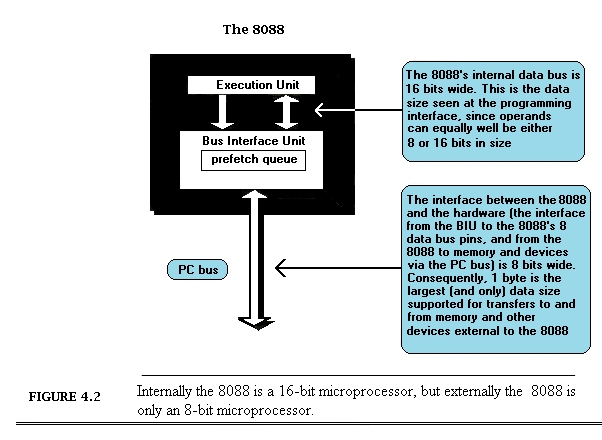 The 8088
Execution Unit
Bus Interface Unit
prefetch queue
The 8088's internal data bus is
16 bits wide. This is the data
size seen at the programming
interface, since operands
can equally well be either
8 or 16 bits in size
PC bus
The interface between the 8088
and the hardware (the interface
from the BIU to the 8088's 8
data bus pins, and from the
8088 to memory and devices
via the PC bus) is 8 bits wide.
Consequently, 1 byte is the
largest (and only) data size
supported for transfers to and
from memory and other
devices external to the 8088
FIGURE 4.2
Internally the 8088 is a 16-bit microprocessor, but externally the 8088 is
only an 8-bit microprocessor.